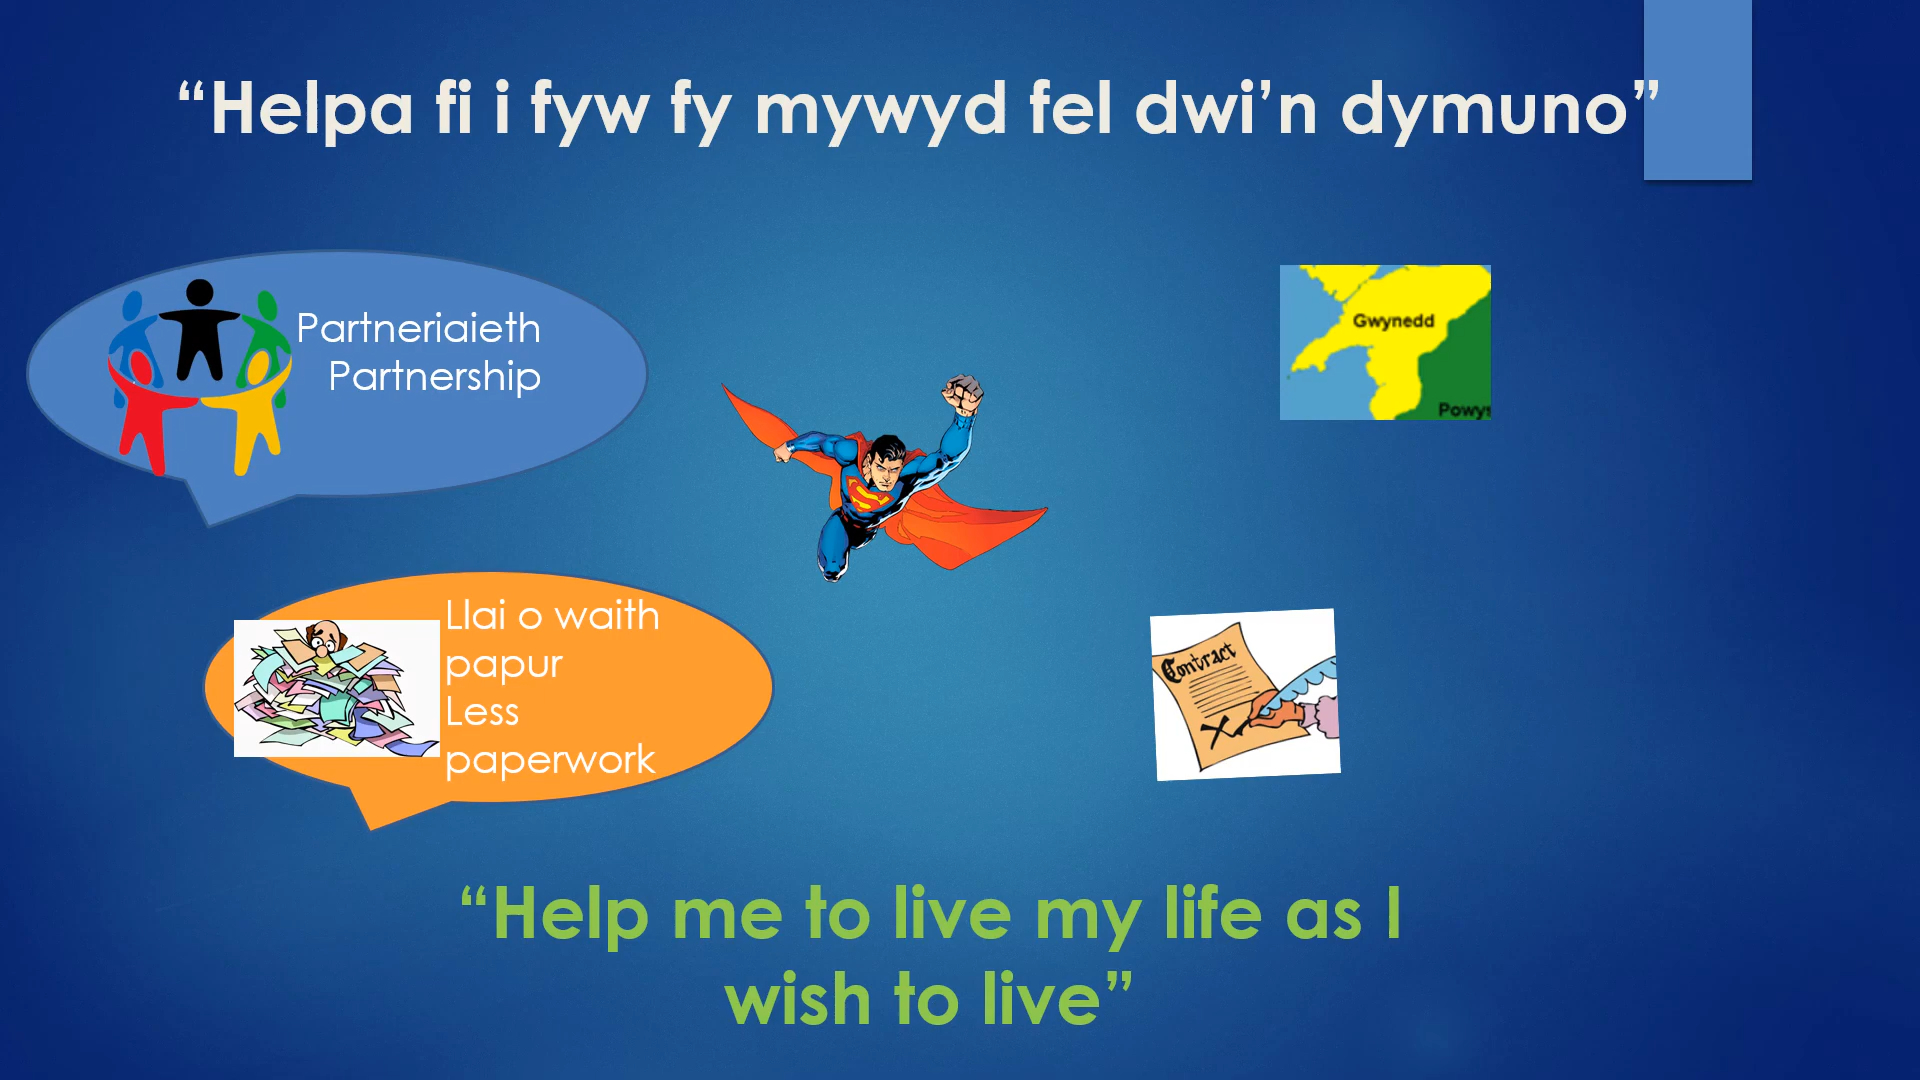 “Helpa fi i fyw fy mywyd fel dwi’n dymuno”
Partneriaieth
Partnership
Gwynedd
Powys
Llai o waith
papur
Less
paperwork
Contract
“Help me to live my life as I
wish to live”